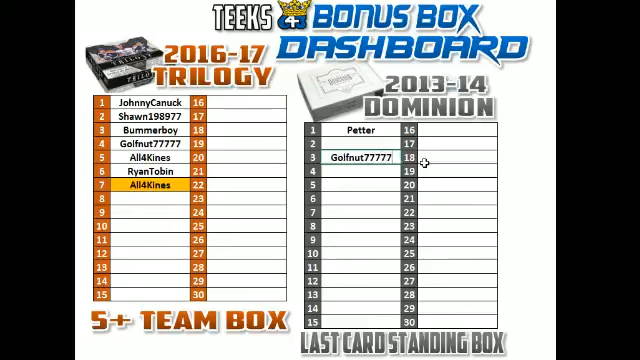 TEEKS 4 BONUS BOX
DASHBOARD
2016-17
TRILOGY
2013-14
DOMINION
1 JohnnyCanuck 16
2 Shawn198977 17
3 Bummerboy 18
4 Golfnut77777 19
5 All4Kines 20
6 RyanTobin 21
7 All4Kines 22
8 23
9 24
10 25
11 26
12 27
13 28
14 29
15 30
1 Petter 16
2 17
3 Golfnut77777 18
4 19
5 20
6 21
7 22
8 23
9 24
10 25
11 26
12 27
13 28
14 29
15 30
5+ TEAM BOX
LAST CARD STANDING BOX